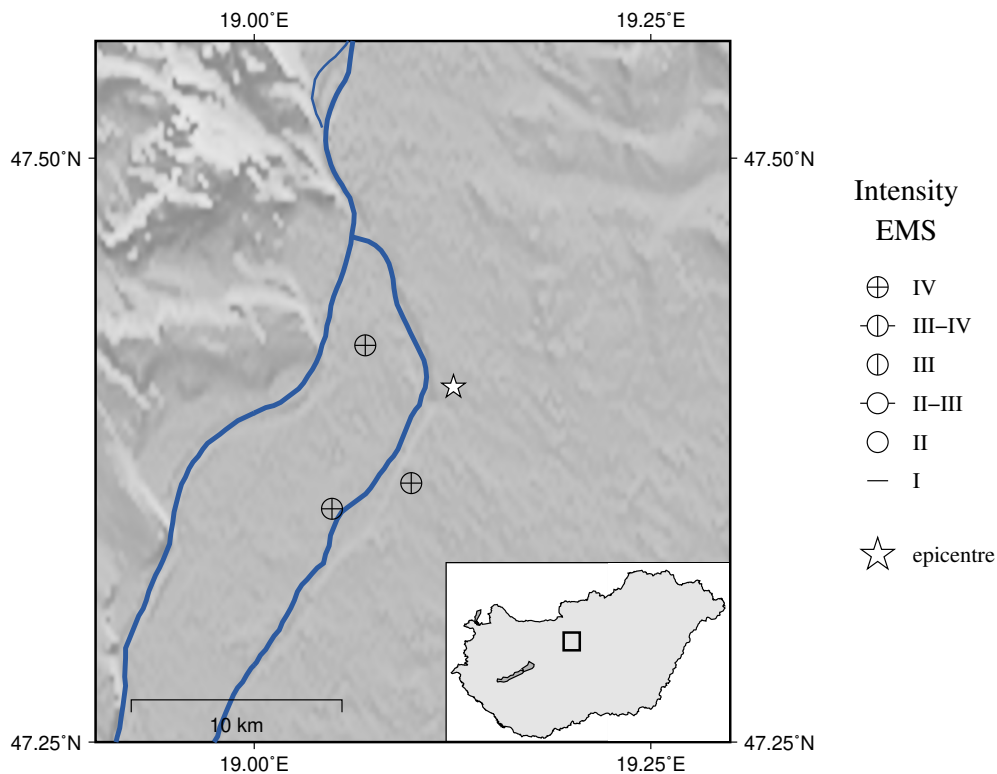 19.00˚E 19.25˚E
47.50˚N 47.50˚N
Intensity
EMS
IV
III–IV
III
II–III
II
I
epicentre
10 km
47.25˚N 47.25˚N
19.00˚E 19.25˚E